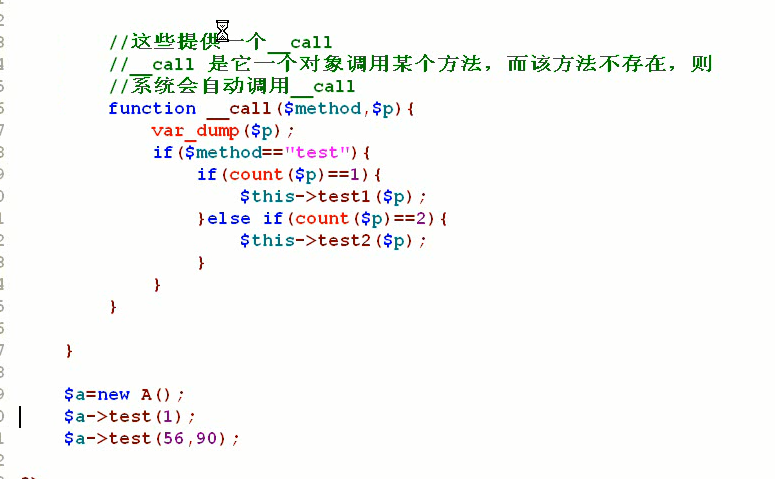 //这些提供一个__call
//__call 是它一个对象调用某个方法，而该方法不存在，则
//系统会自动调用__call
function __call($method,$p){
var_dump($p);
if($method=="test"){
if(count($p)==1){
$this->test1($p);
}else if(count($p)==2){
$this->test2($p);
}
}
}
}
$a=new A();
$a->test(1);
$a->test(56,90);